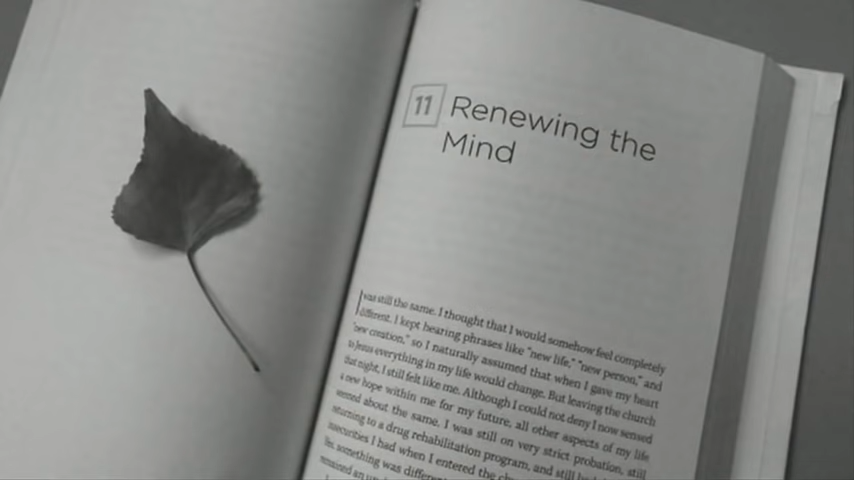 11 Renewing the
Mind
I was still the same. I thought that I would somehow feel completely
different. I kept hearing phrases like "new life," "new person," and
"new creation," so I naturally assumed that when I gave my heart
to Jesus everything in my life would change. But leaving the church
that night, I still felt like me. Although I could not deny I now sensed
a new hope within me for my future, all other aspects of my life
seemed about the same. I was still on very strict probation, still
returning to a drug rehabilitation program, and still had
insecurities I had when I entered the
something was
remained an